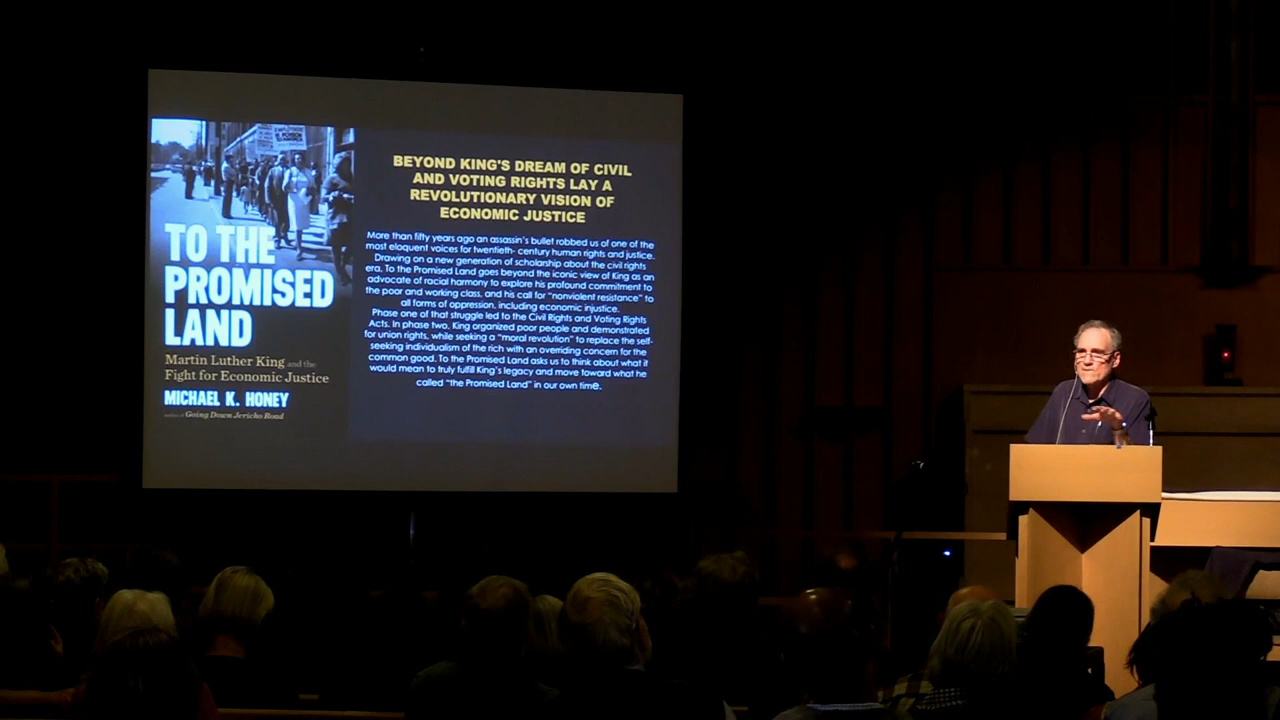 TO THE
PROMISED
LAND
Martin Luther King and the
Fight for Economic Justice
MICHAEL K. HONEY
author of Going Down Jericho Road
BEYOND KING'S DREAM OF CIVIL
AND VOTING RIGHTS LAY A
REVOLUTIONARY VISION OF
ECONOMIC JUSTICE
More than fifty years ago an assassin's bullet robbed us of one of the
most eloquent voices for twentieth- century human rights and justice.
Drawing on a new generation of scholarship about the civil rights
era, To the Promised Land goes beyond the iconic view of King as an
advocate of racial harmony to explore his profound commitment to
the poor and working class, and his call for "nonviolent resistance" to
all forms of oppression, including economic injustice.
Phase one of that struggle led to the Civil Rights and Voting Rights
Acts. In phase two, King organized poor people and demonstrated
for union rights, while seeking a "moral revolution" to replace the self-
seeking individualism of the rich with an overriding concern for the
common good. To the Promised Land asks us to think about what it
would mean to truly fulfill King's legacy and move toward what he
called "the Promised Land" in our own time.